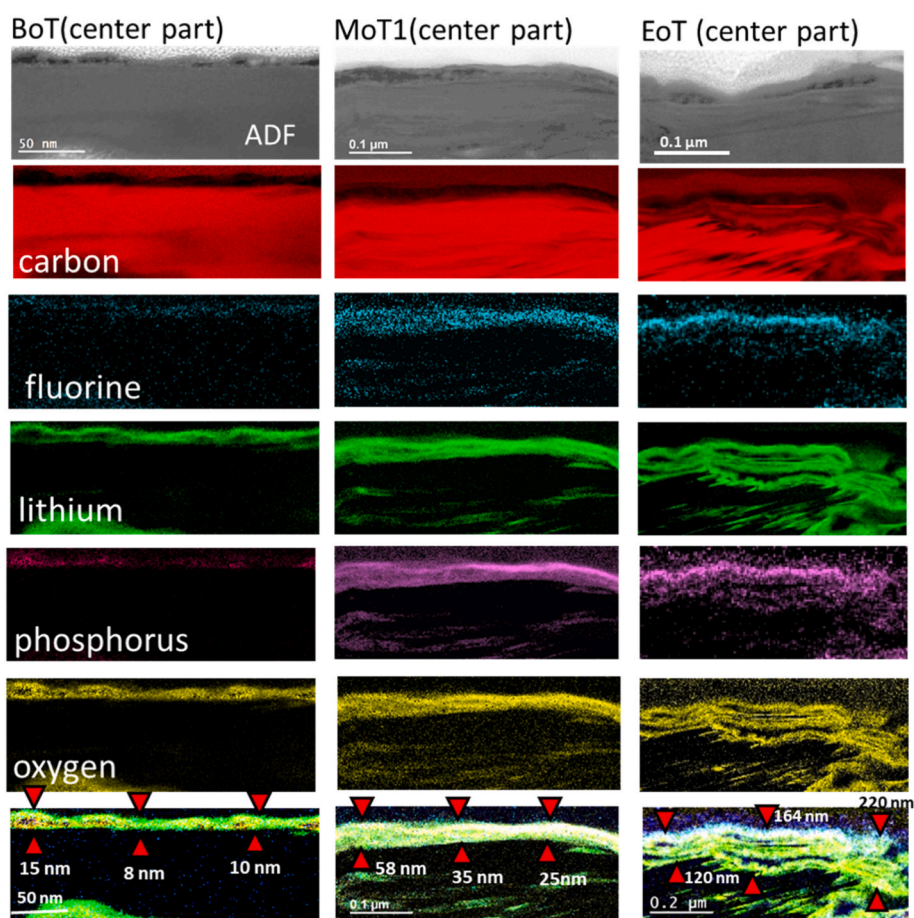 BoT(center part)
MoT1(center part)
EoT (center part)
50 nm
ADF
0.1 µm
0.1 µm
carbon
fluorine
lithium
phosphorus
oxygen
220 nm
164 nm
15 nm
8 nm
10 nm
58 nm
35 nm
25nm
120 nm
50 nm
0.1 µm
0.2 µm